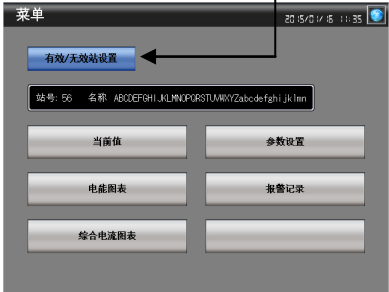 菜单
2015/01/16 11:35
有效/无效站设置
站号: 56 名称 ABCDEFGHIJKLMNOPQRSTUVWXYZabcdefghijklmn
当前值
参数设置
电能图表
报警记录
综合电流图表